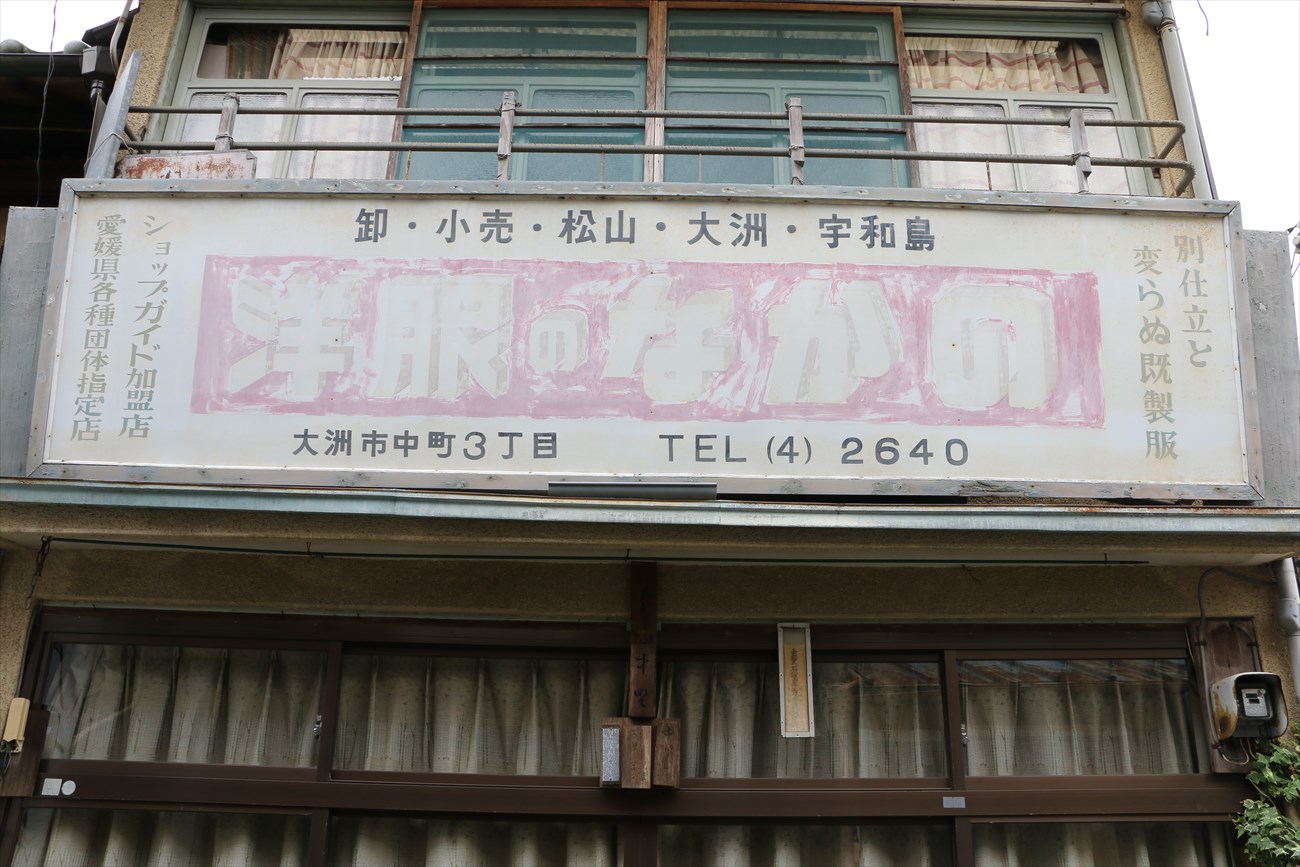 卸・小売・松山・大洲・宇和島
別仕立と
変らぬ既製服
洋服のなかの
ショップガイド加盟店
愛媛県各種団体指定店
大洲市中町3丁目 TEL (4) 2640